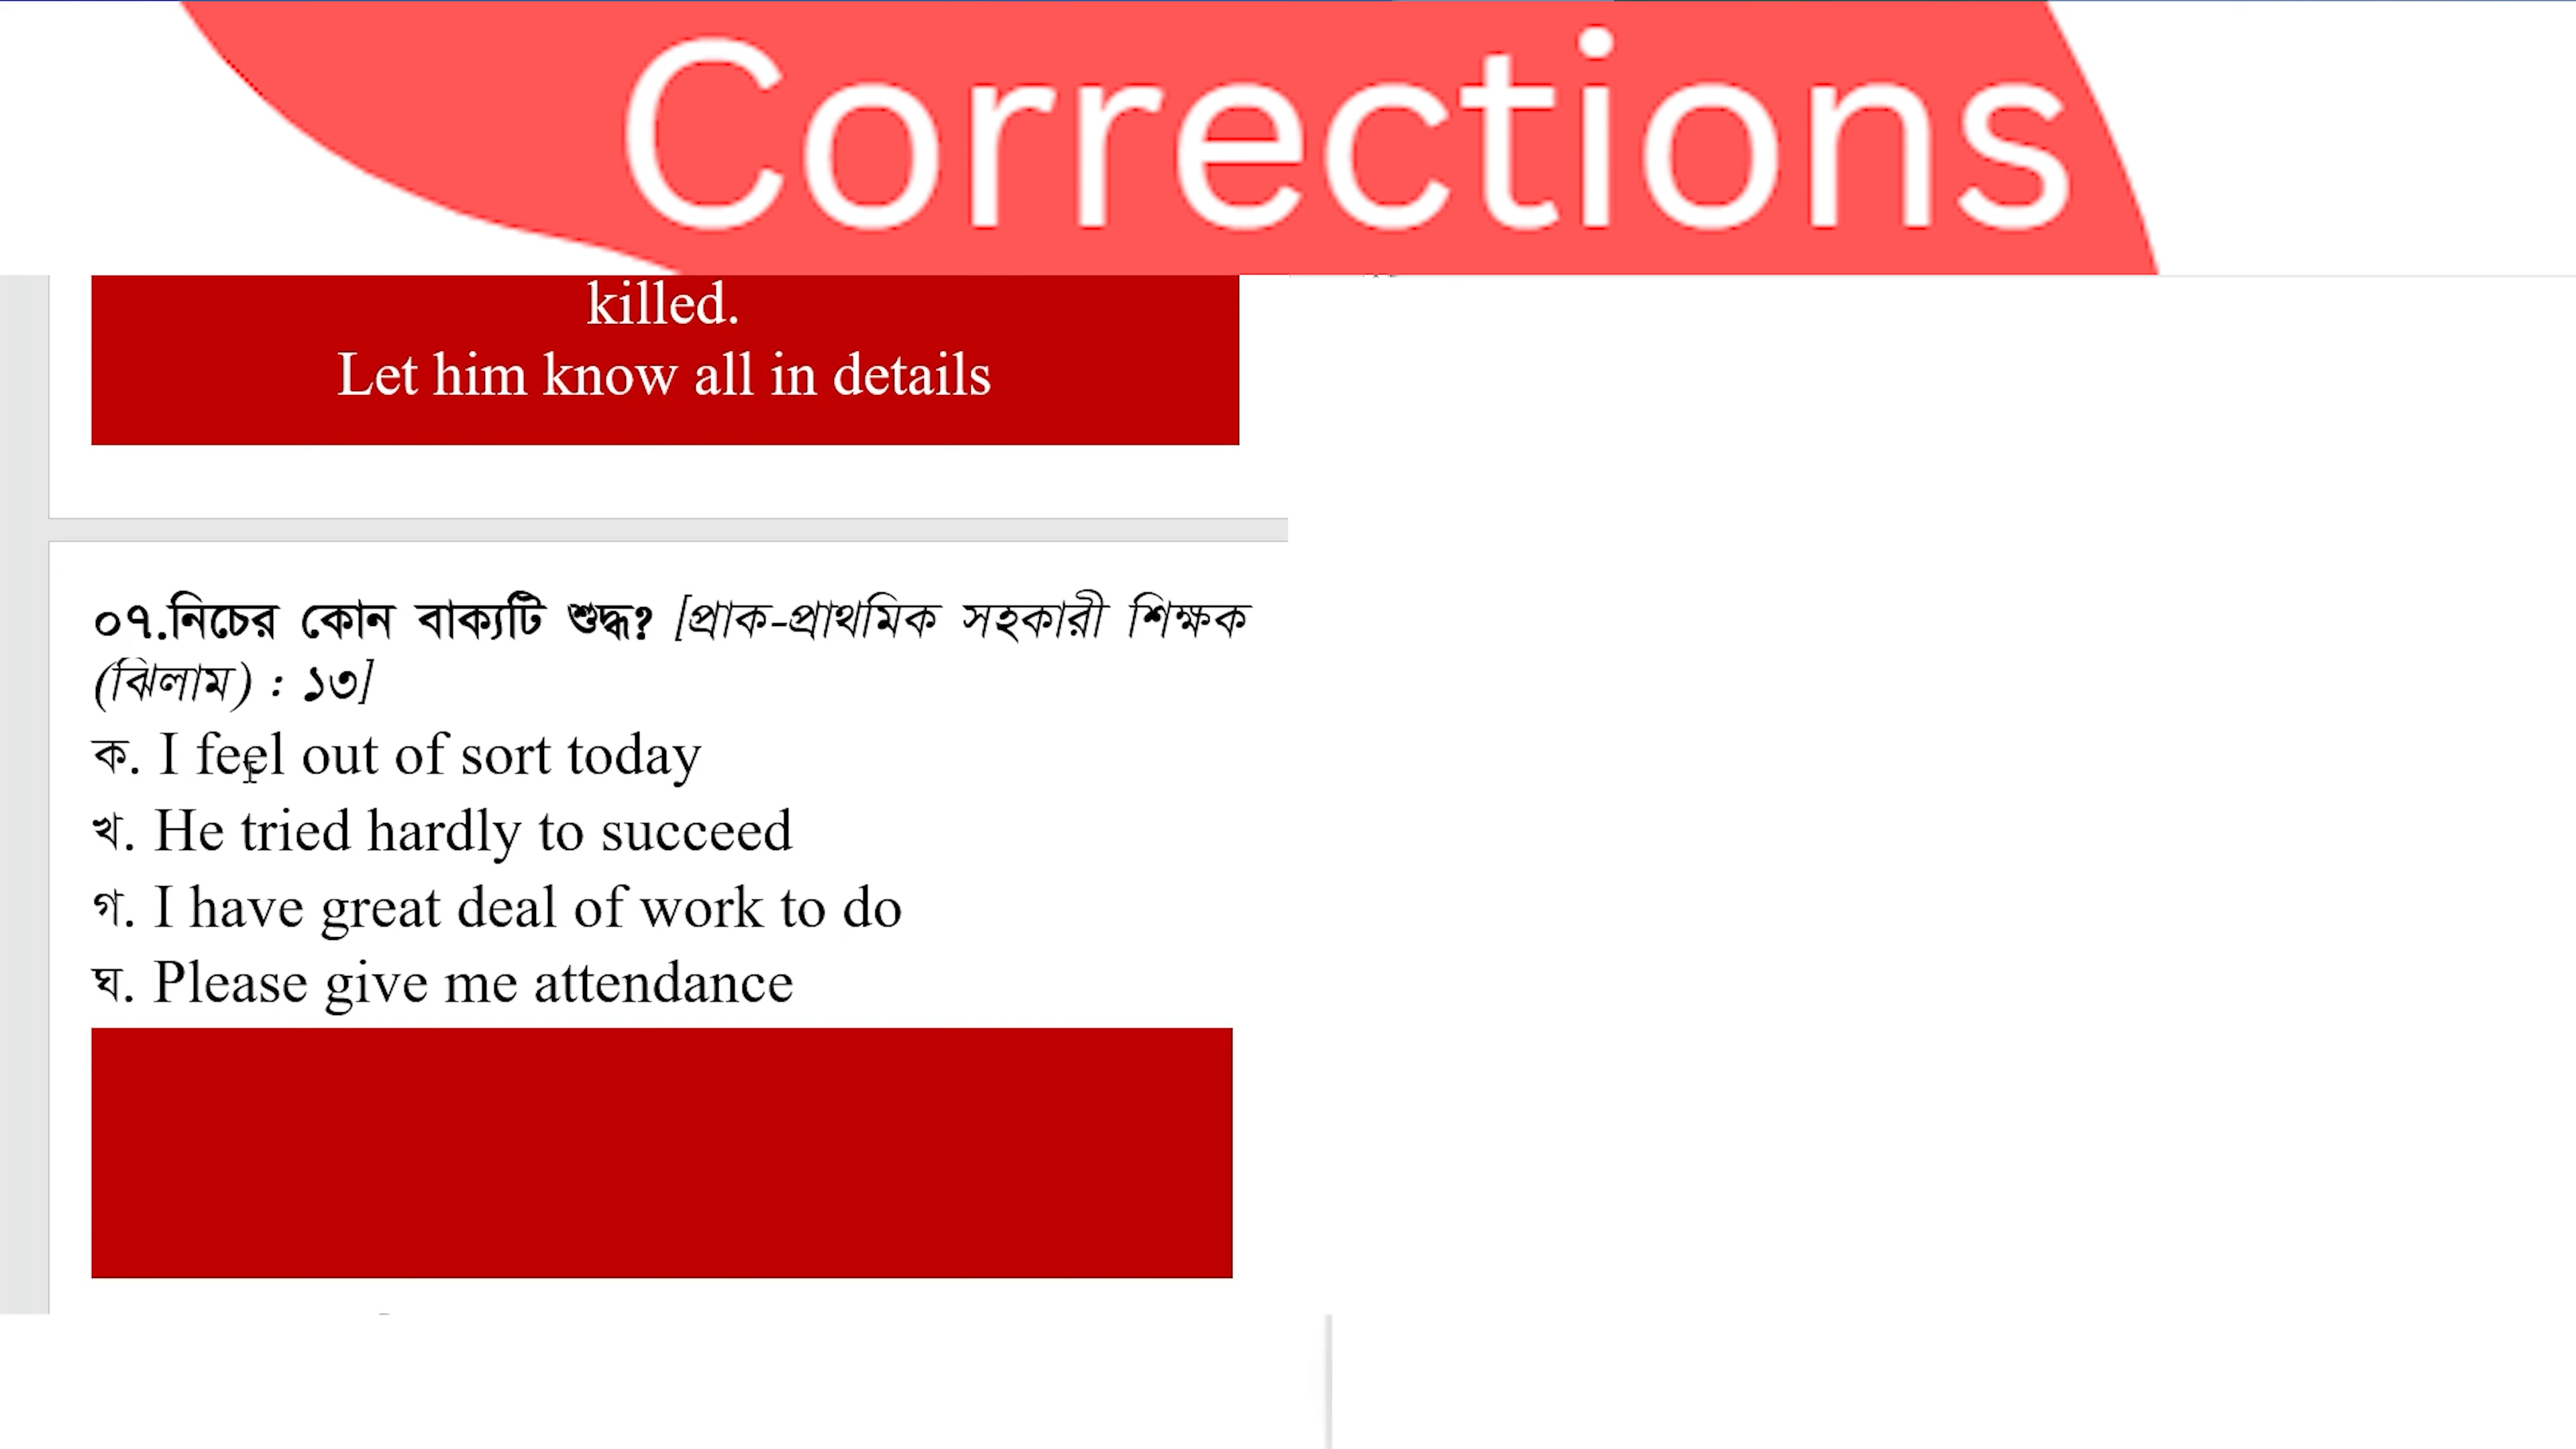 Corrections
killed.
Let him know all in details
০৭.নিচের কোন বাক্যটি শুদ্ধ? [প্রাক-প্রাথমিক সহকারী শিক্ষক
(ঝিলাম) : ১৩]
ক. I feel out of sort today
খ. He tried hardly to succeed
গ. I have great deal of work to do
ঘ. Please give me attendance